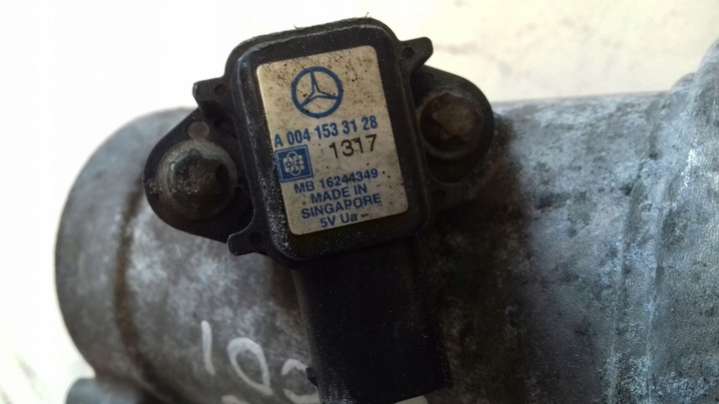 A 004 153 31 28
1317
MB 16244349
MADE IN
SINGAPORE
5V Ua-